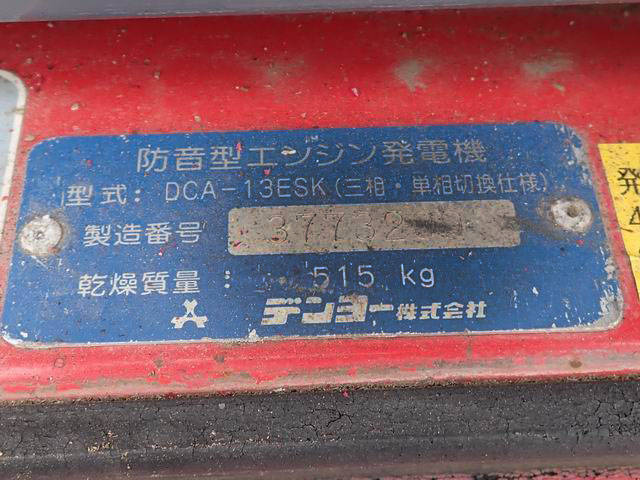 防音型エンジン発電機
型式：DCA-13ESK(三相・単相切換仕様)
製造番号
乾燥質量：515 kg
デンヨー株式会社
発